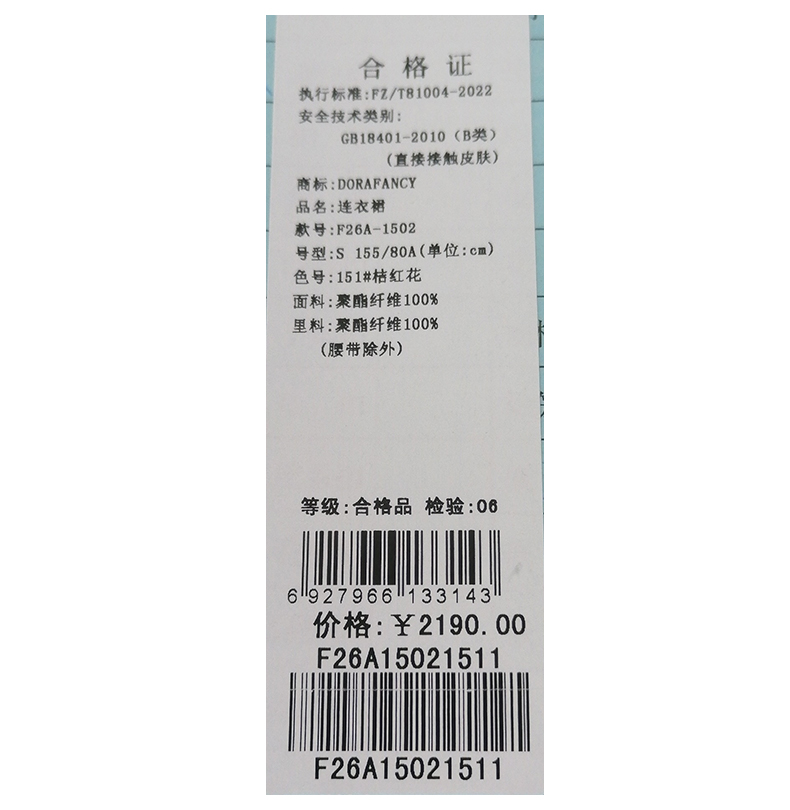 合格证
执行标准:FZ/T81004-2022
安全技术类别:
GB18401-2010（B类）
（直接接触皮肤）
商标:DORAFANCY
品名:连衣裙
款号:F26A-1502
号型:S 155/80A(单位:cm)
色号:151#桔红花
面料:聚酯纤维100%
里料:聚酯纤维100%
(腰带除外)
等级:合格品 检验:06
6 927966 133143
价格:￥2190.00
F26A15021511
F26A15021511